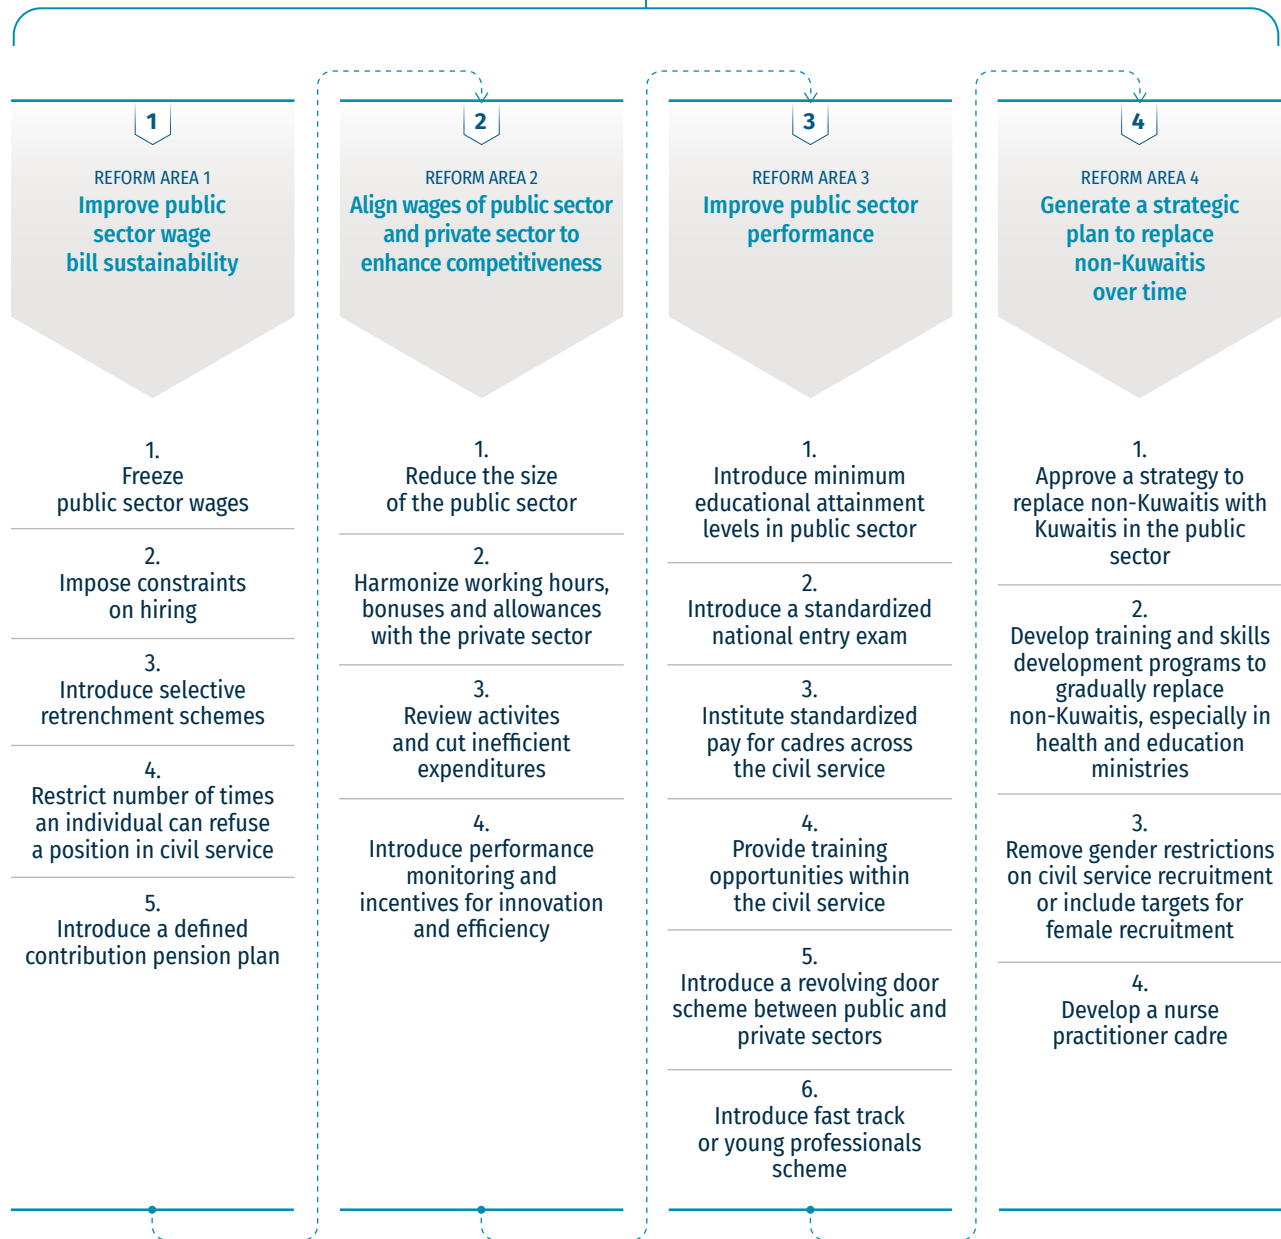 1
REFORM AREA 1
Improve public
sector wage
bill sustainability
1.
Freeze
public sector wages
2.
Impose constraints
on hiring
3.
Introduce selective
retrenchment schemes
4.
Restrict number of times
an individual can refuse
a position in civil service
5.
Introduce a defined
contribution pension plan
2
REFORM AREA 2
Align wages of public sector
and private sector to
enhance competitiveness
1.
Reduce the size
of the public sector
2.
Harmonize working hours,
bonuses and allowances
with the private sector
3.
Review activites
and cut inefficient
expenditures
4.
Introduce performance
monitoring and
incentives for innovation
and efficiency
3
REFORM AREA 3
Improve public sector
performance
1.
Introduce minimum
educational attainment
levels in public sector
2.
Introduce a standardized
national entry exam
3.
Institute standardized
pay for cadres across
the civil service
4.
Provide training
opportunities within
the civil service
5.
Introduce a revolving door
scheme between public and
private sectors
6.
Introduce fast track
or young professionals
scheme
4
REFORM AREA 4
Generate a strategic
plan to replace
non-Kuwaitis
over time
1.
Approve a strategy to
replace non-Kuwaitis with
Kuwaitis in the public
sector
2.
Develop training and skills
development programs to
gradually replace
non-Kuwaitis, especially in
health and education
ministries
3.
Remove gender restrictions
on civil service recruitment
or include targets for
female recruitment
4.
Develop a nurse
practitioner cadre